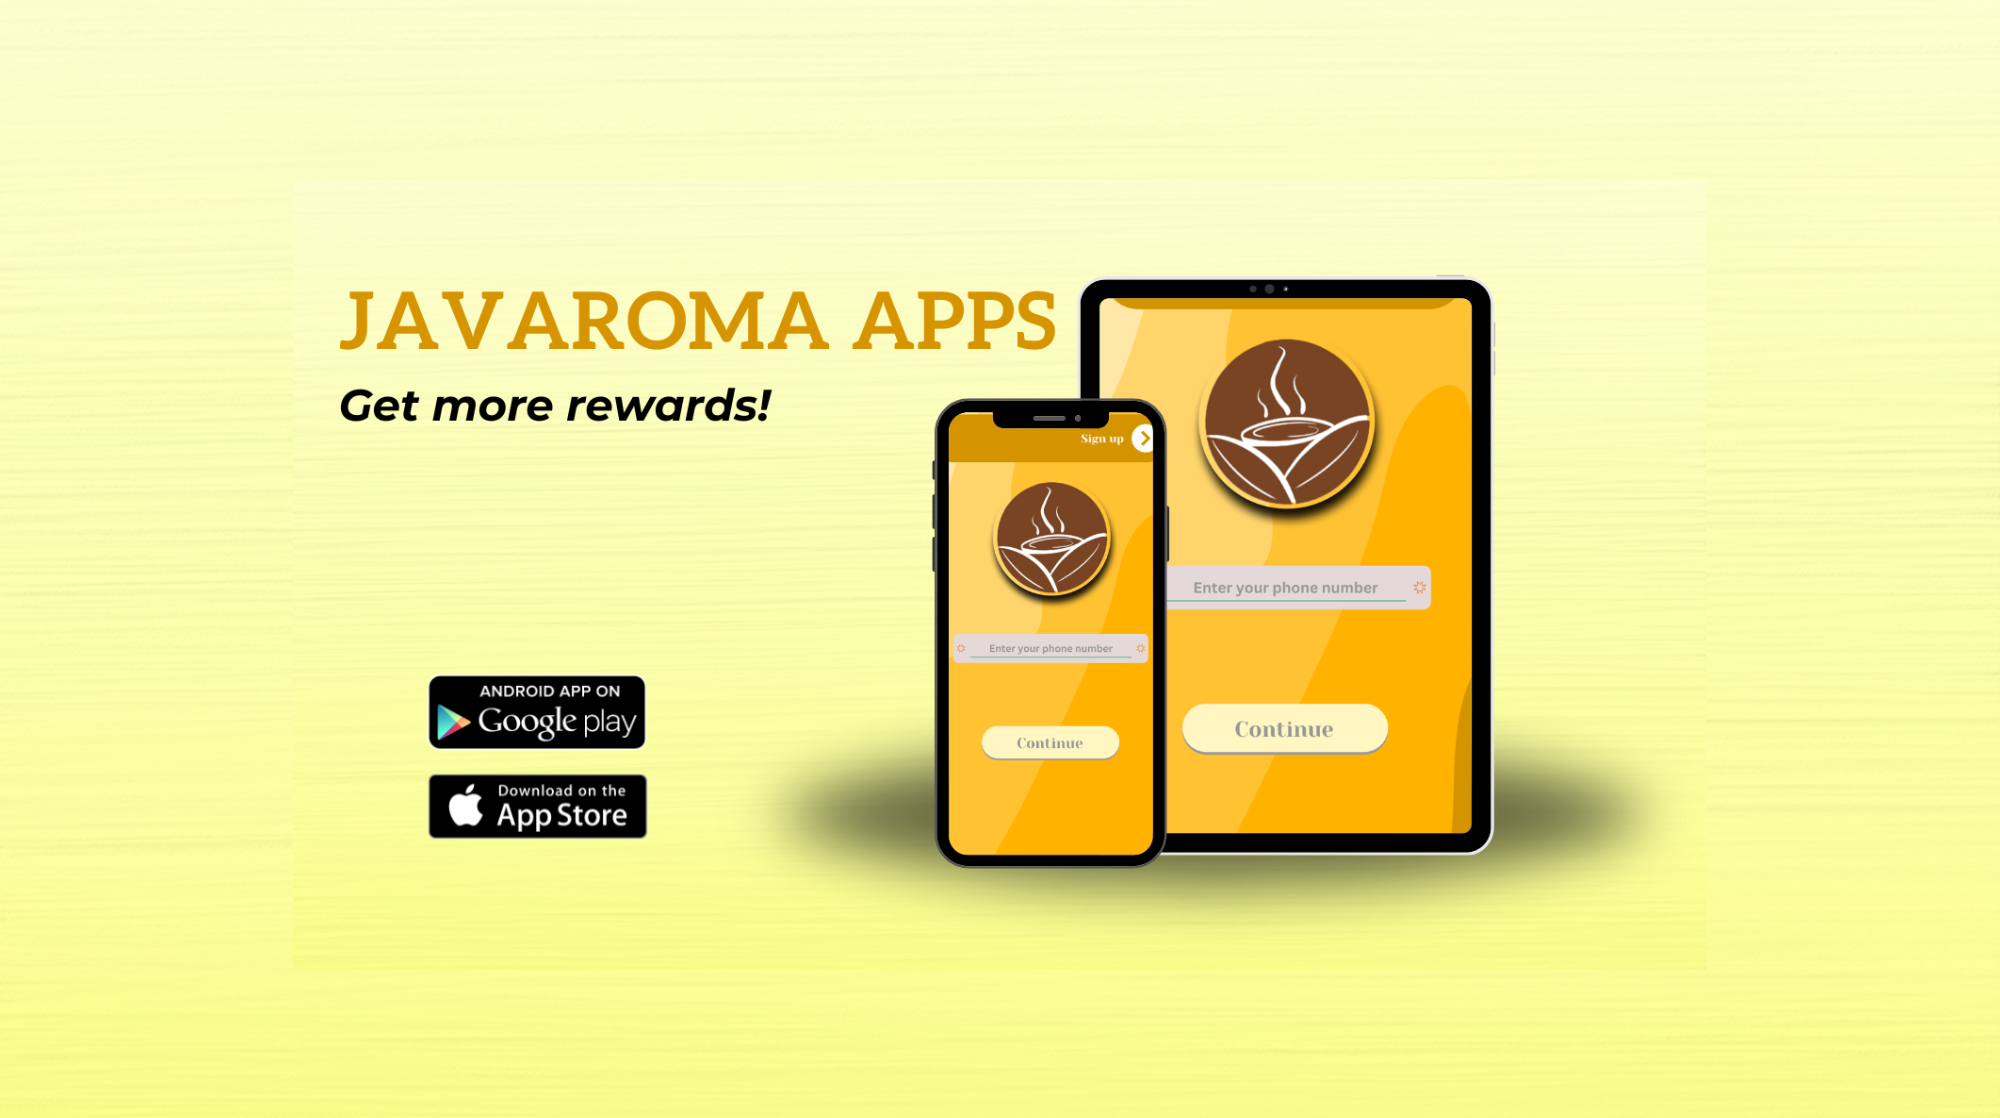 JAVAROMA APPS
Get more rewards!
ANDROID APP ON
Google play
Download on the
App Store
Sign up
Enter your phone number
Continue
Enter your phone number
Continue